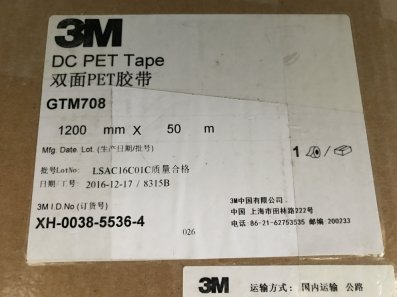 3M
DC PET Tape
双面PET胶带
GTM708
1200 mm X 50 m
Mfg. Date. Lot. (生产日期/批号)
1 /
批号LotNo: LSAC16C01C质量合格
日期/工号 2016-12-17 / 8315B
3M I.D.No (订货号)
XH-0038-5536-4
3M中国有限公司
中国 上海市田林路222号
电话 86-21-62753535 邮编 200233
026
3M 运输方式: 国内运输 公路